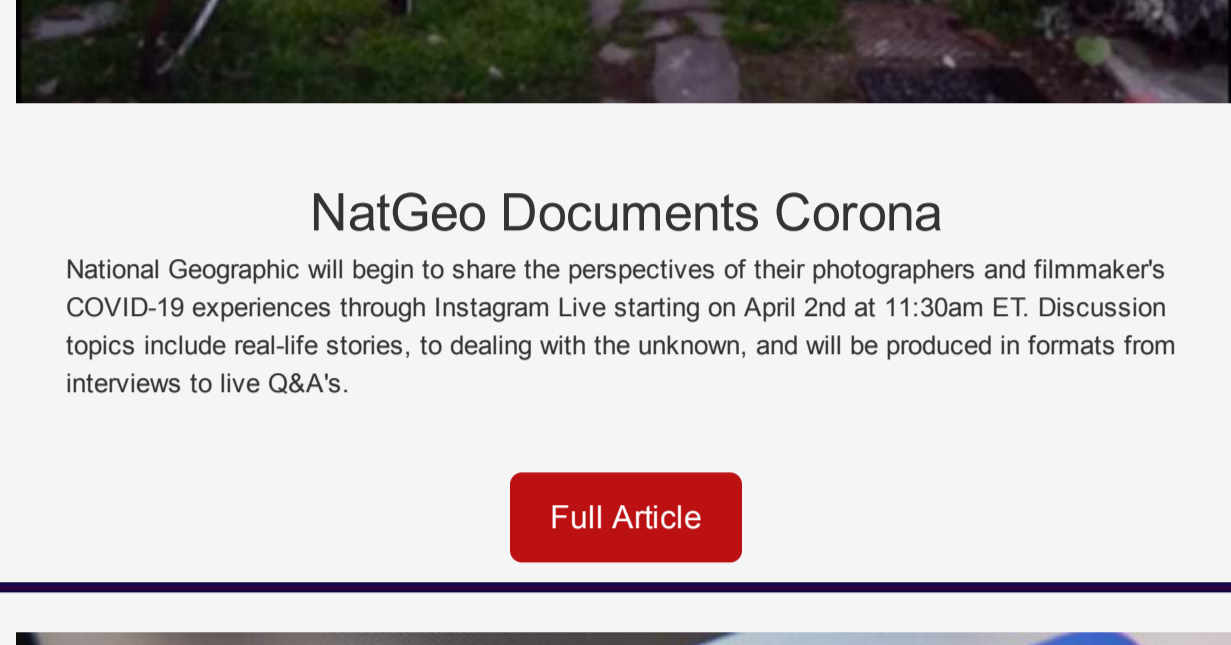 NatGeo Documents Corona
National Geographic will begin to share the perspectives of their photographers and filmmaker's
COVID-19 experiences through Instagram Live starting on April 2nd at 11:30am ET. Discussion
topics include real-life stories, to dealing with the unknown, and will be produced in formats from
interviews to live Q&A's.
Full Article